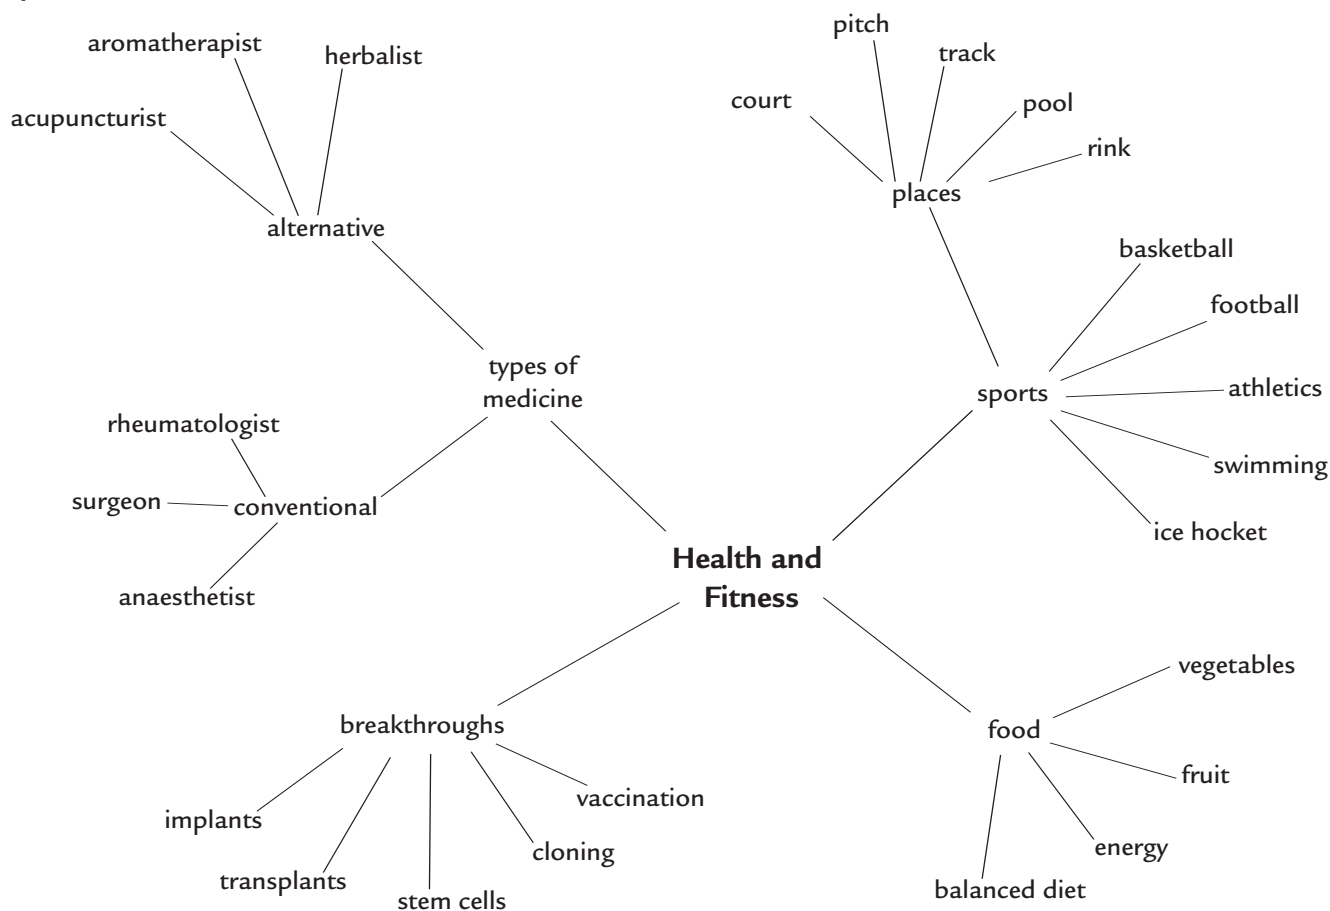 pitch
aromatherapist
herbalist
track
court
pool
acupuncturist
rink
places
alternative
basketball
football
types of
medicine
sports
athletics
rheumatologist
swimming
surgeon
conventional
ice hocket
Health and
Fitness
anaesthetist
vegetables
breakthroughs
food
fruit
vaccination
implants
energy
cloning
transplants
balanced diet
stem cells